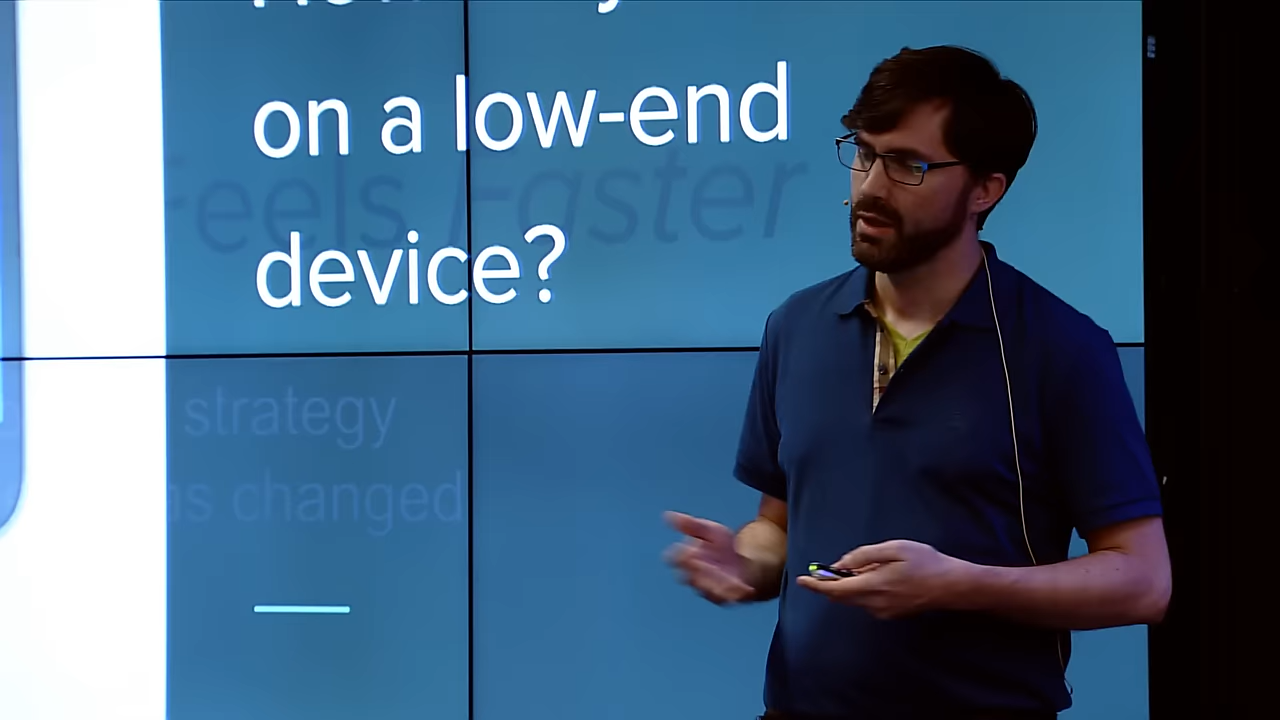 on a low-end
Feels Faster
device?
strategy
changed